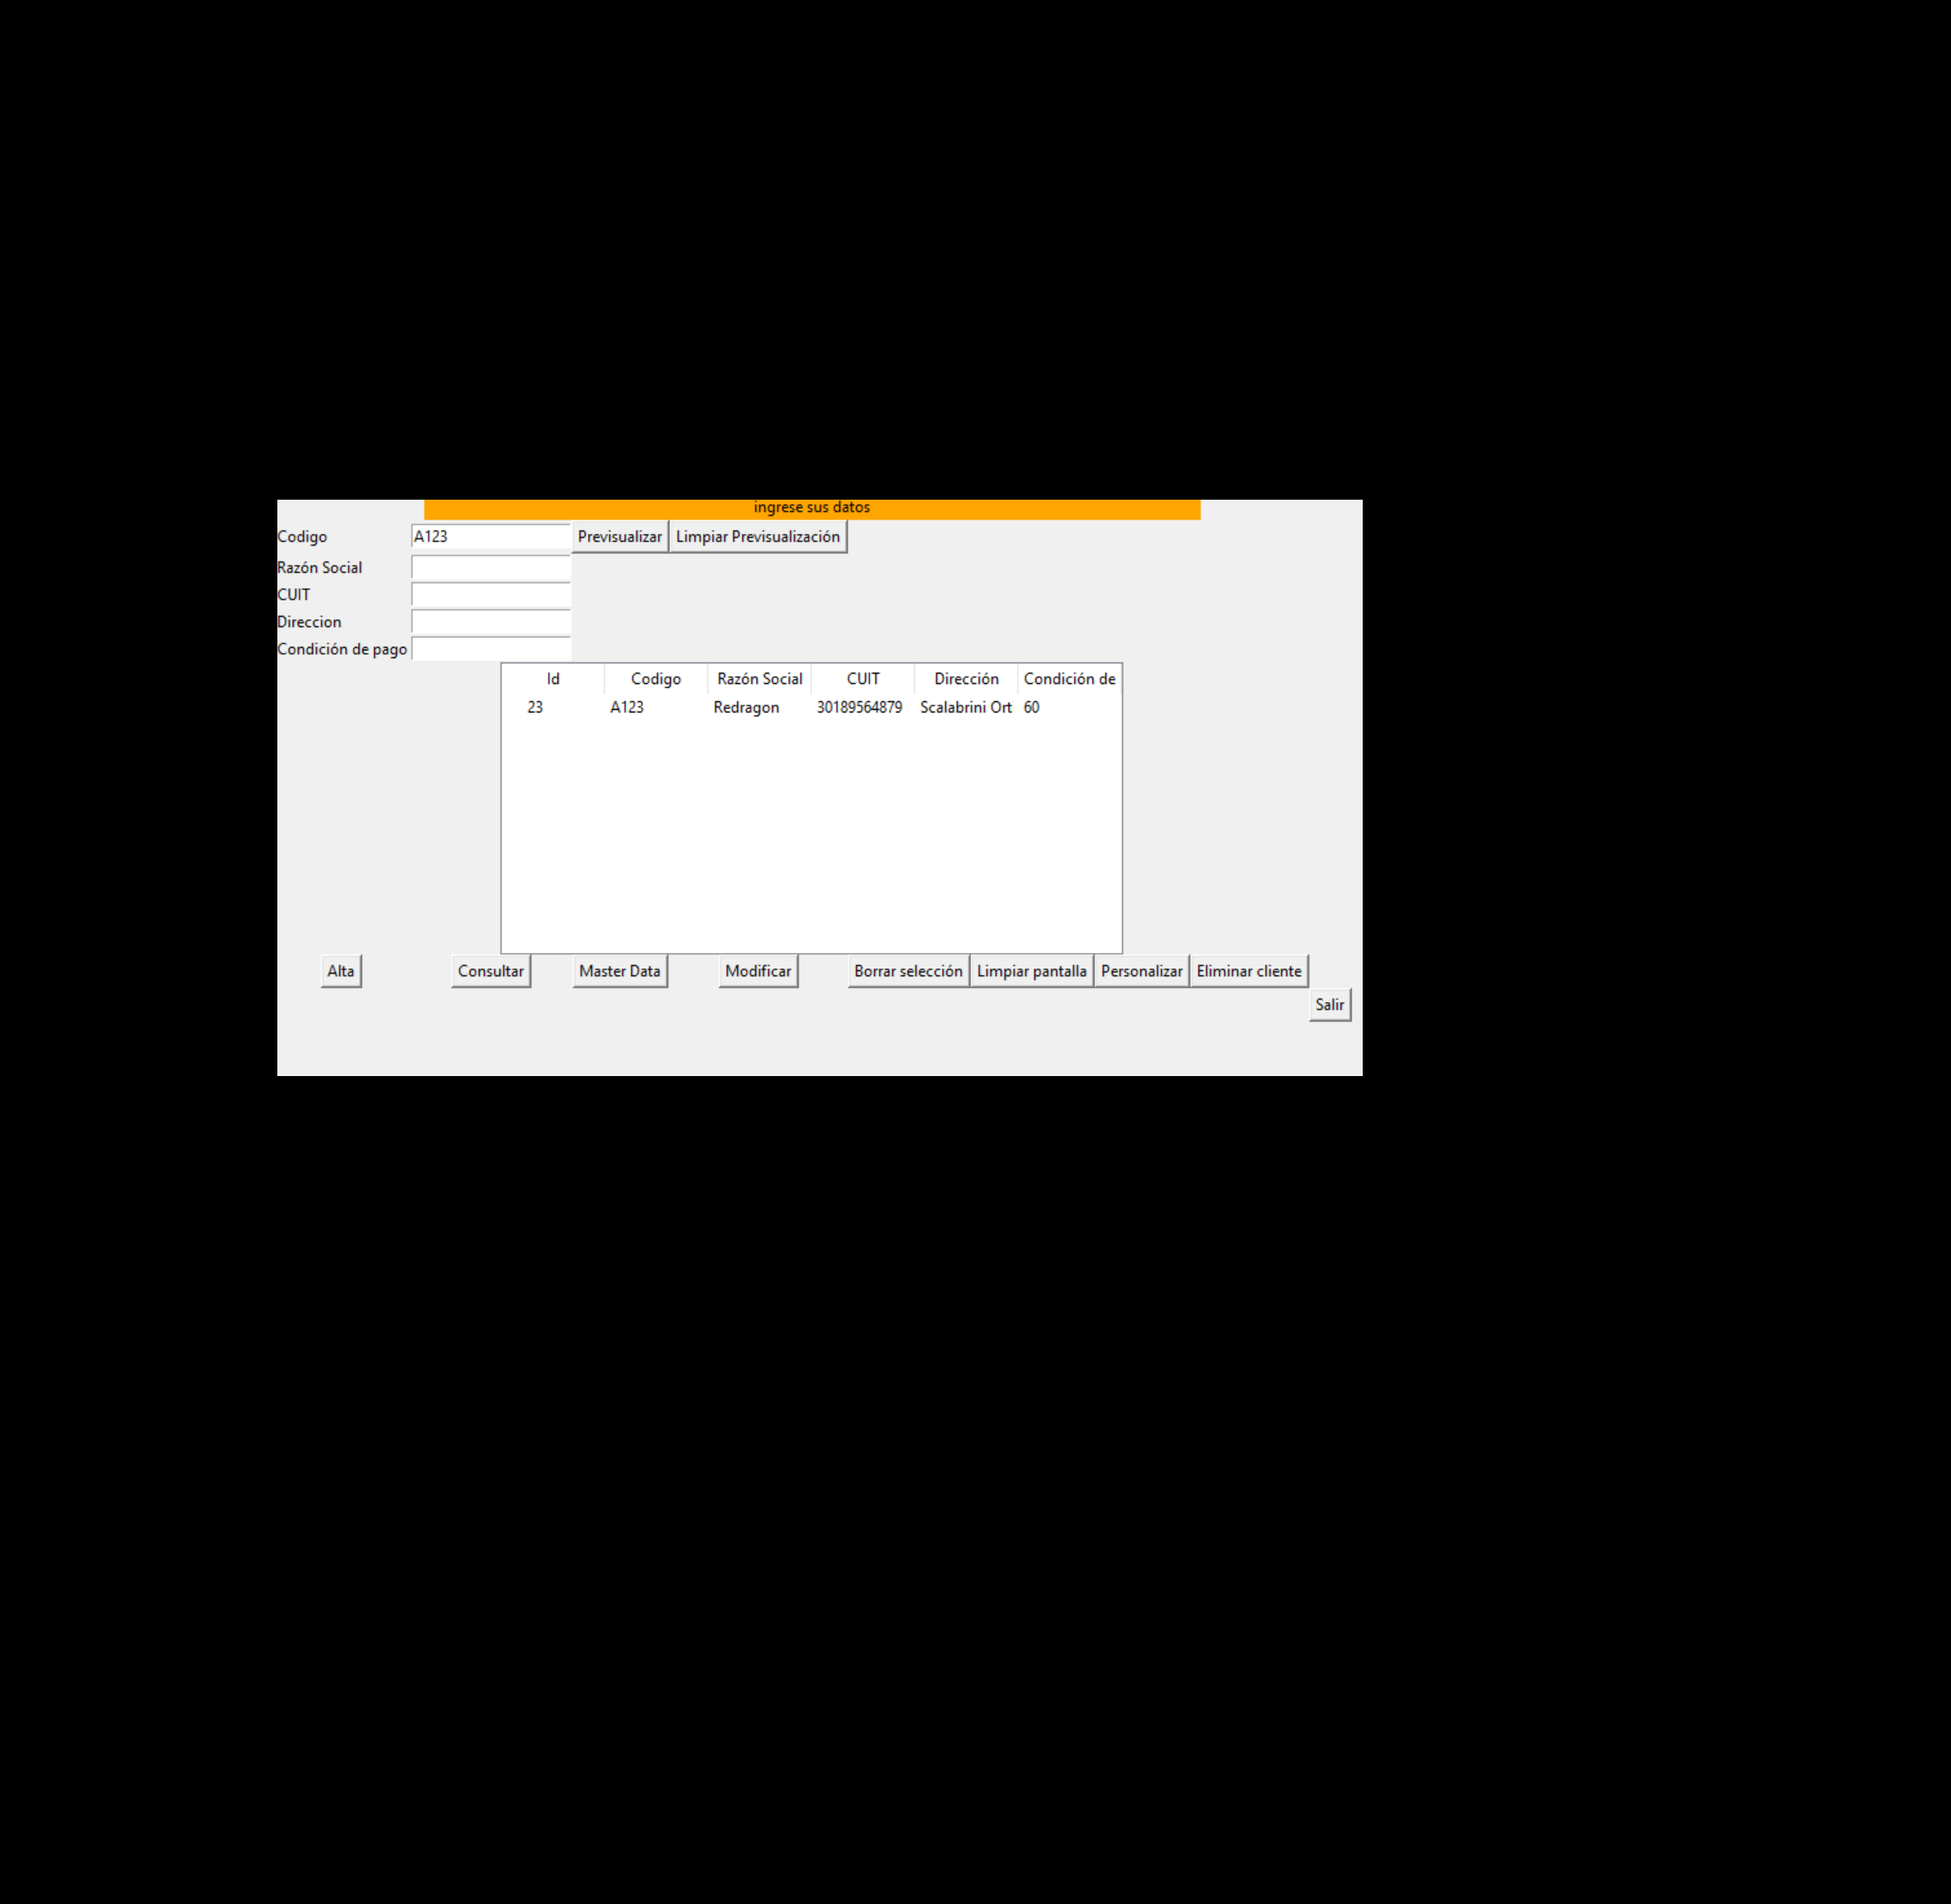 ingrese sus datos
Codigo A123 Previsualizar Limpiar Previsualización
Razón Social
CUIT
Direccion
Condición de pago
Id Codigo Razón Social CUIT Dirección Condición de
23 A123 Redragon 30189564879 Scalabrini Ort 60
Alta Consultar Master Data Modificar Borrar selección Limpiar pantalla Personalizar Eliminar cliente
Salir